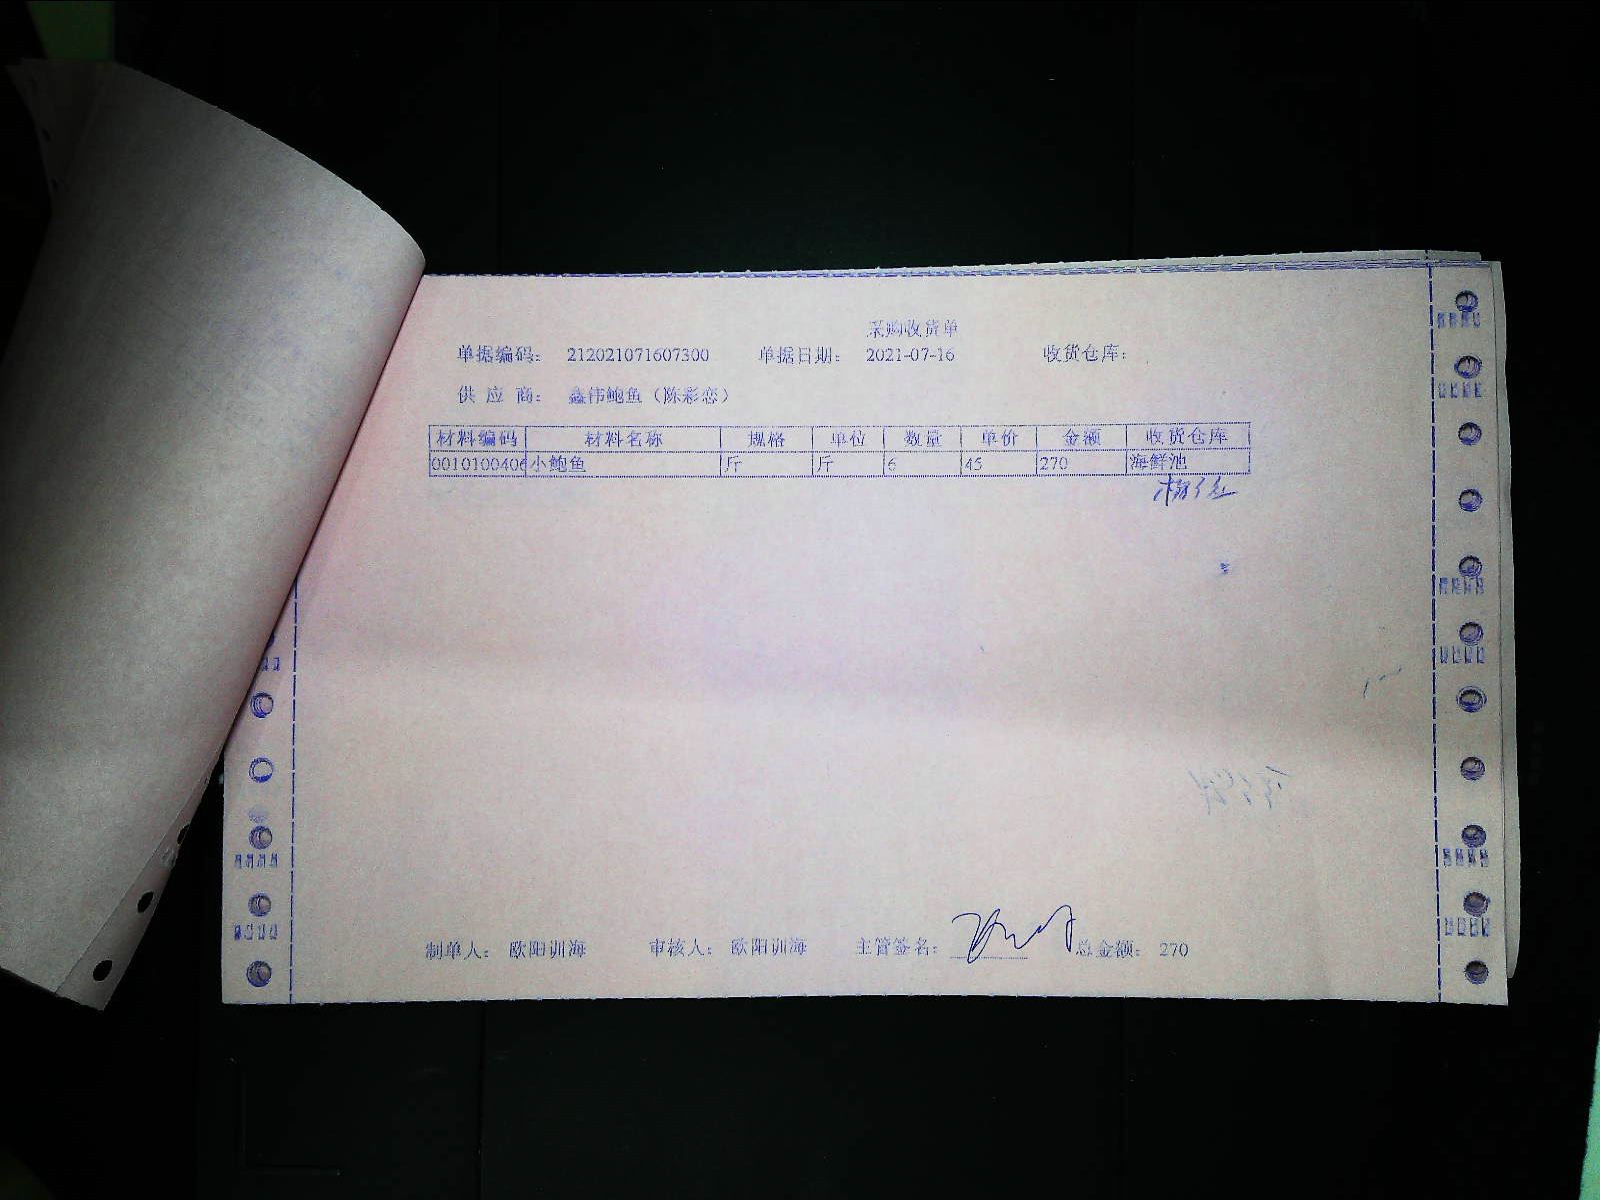 采购收货单
单据编码： 212021071607300 单据日期： 2021-07-16 收货仓库：
供 应 商： 鑫伟鲍鱼（陈彩恋）
材料编码 材料名称 规格 单位 数量 单价 金额 收货仓库
0010100406 小鲍鱼 斤 斤 6 45 270 海鲜池
制单人： 欧阳训海 审核人： 欧阳训海 主管签名： 总金额： 270